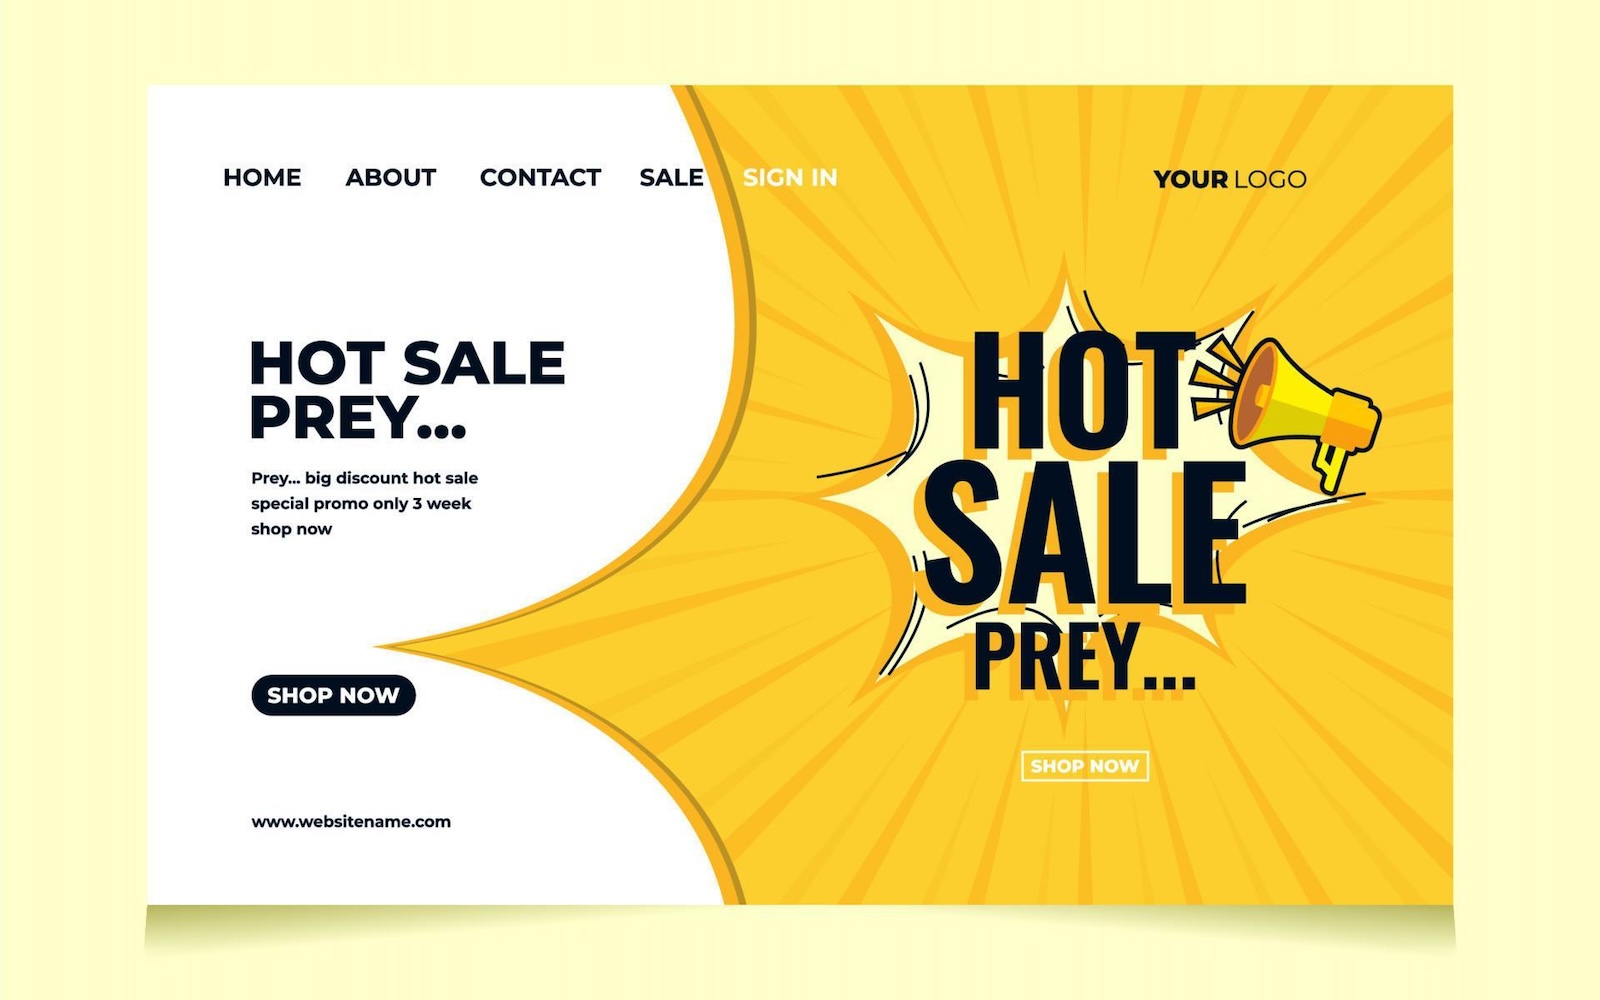 HOME ABOUT CONTACT SALE SIGN IN YOUR LOGO
HOT SALE
PREY...
Prey... big discount hot sale
special promo only 3 week
shop now
SHOP NOW
www.websitename.com
HOT
SALE
PREY...
SHOP NOW